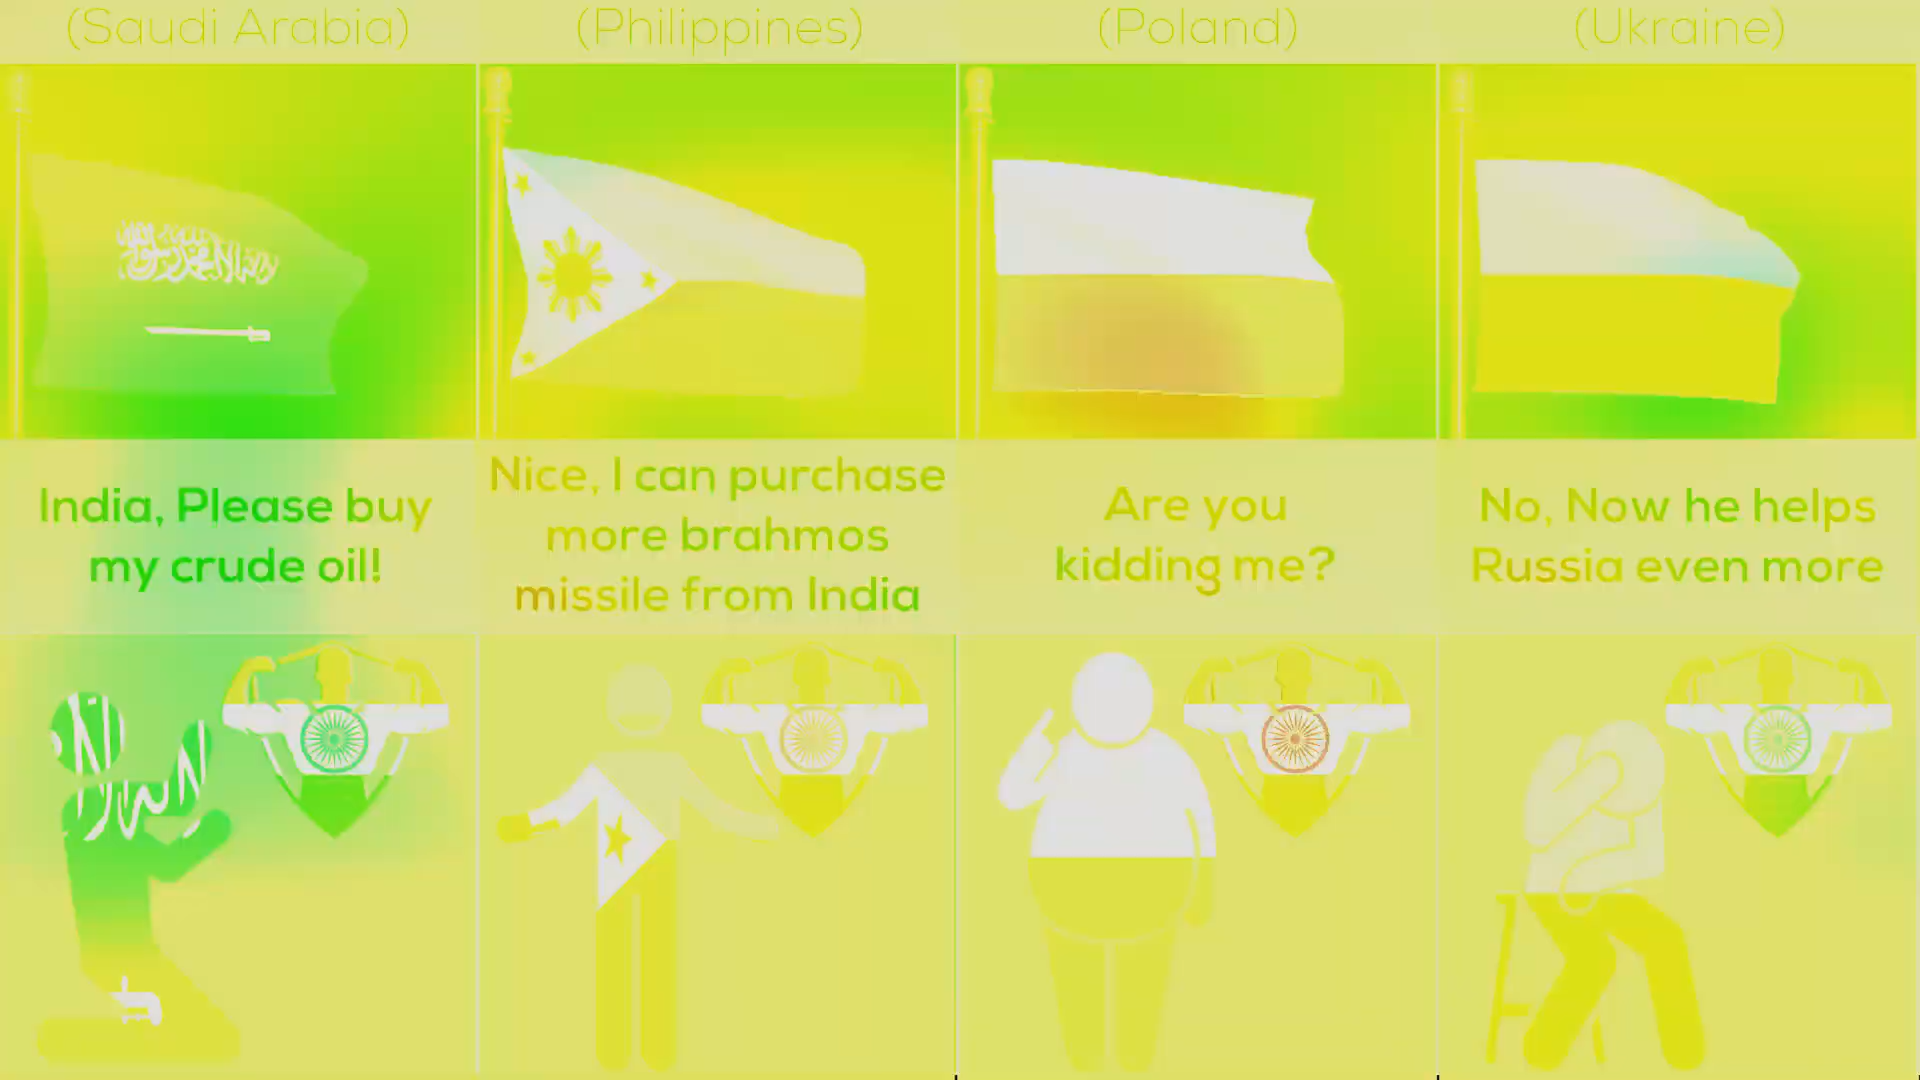 (Saudi Arabia)
(Philippines)
(Poland)
(Ukraine)
India, Please buy
my crude oil!
Nice, I can purchase
more brahmos
missile from India
Are you
kidding me?
No, Now he helps
Russia even more